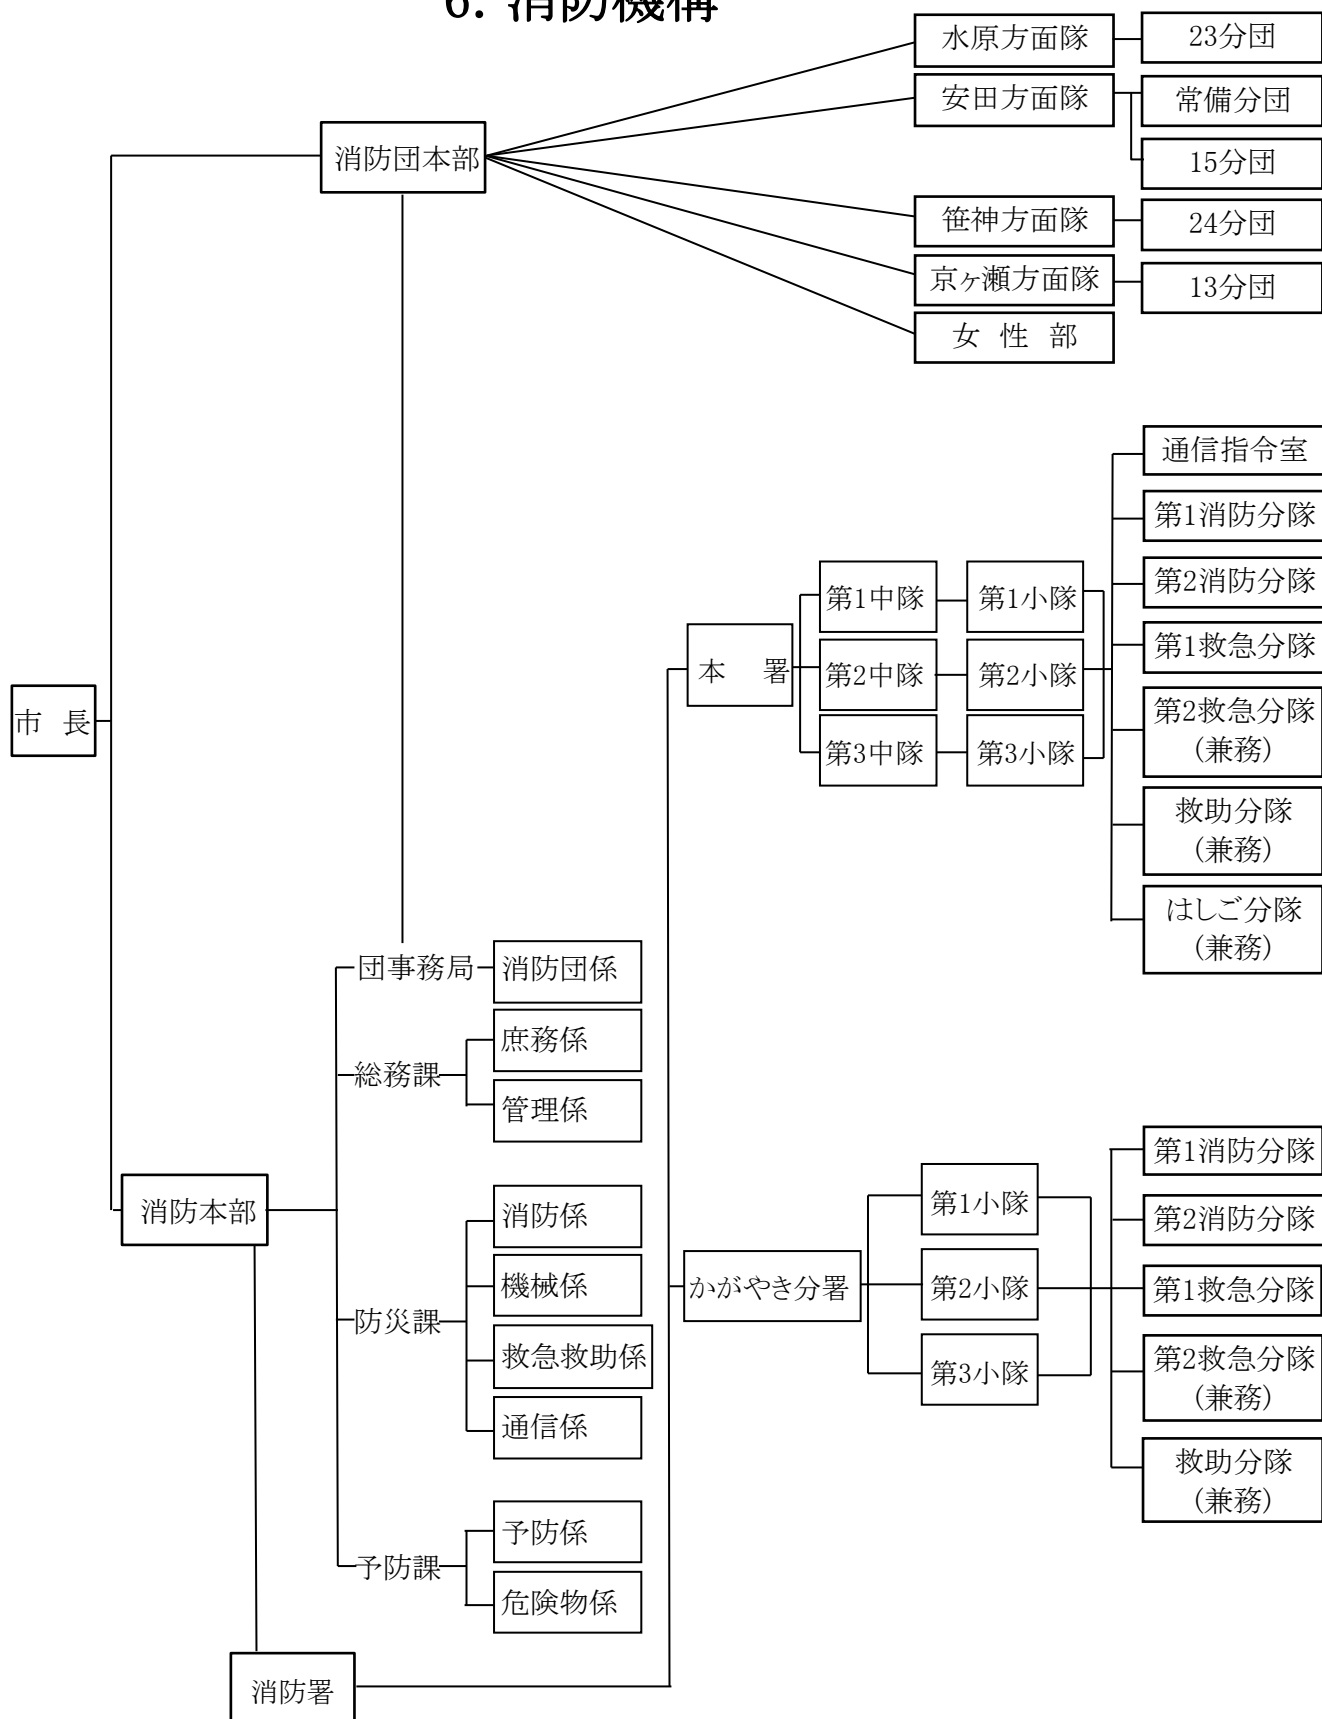 6. 消防機構
水原方面隊
23分団
安田方面隊
常備分団
15分団
消防団本部
笹神方面隊
24分団
京ヶ瀬方面隊
13分団
女 性 部
通信指令室
第1消防分隊
第2消防分隊
第1救急分隊
第2救急分隊
(兼務)
救助分隊
(兼務)
はしご分隊
(兼務)
第1中隊
第1小隊
本 署
第2中隊
第2小隊
第3中隊
第3小隊
市 長
団事務局
消防団係
総務課
庶務係
管理係
消防本部
防災課
消防係
機械係
救急救助係
通信係
予防課
予防係
危険物係
かがやき分署
第1小隊
第2小隊
第3小隊
第1消防分隊
第2消防分隊
第1救急分隊
第2救急分隊
(兼務)
救助分隊
(兼務)
消防署